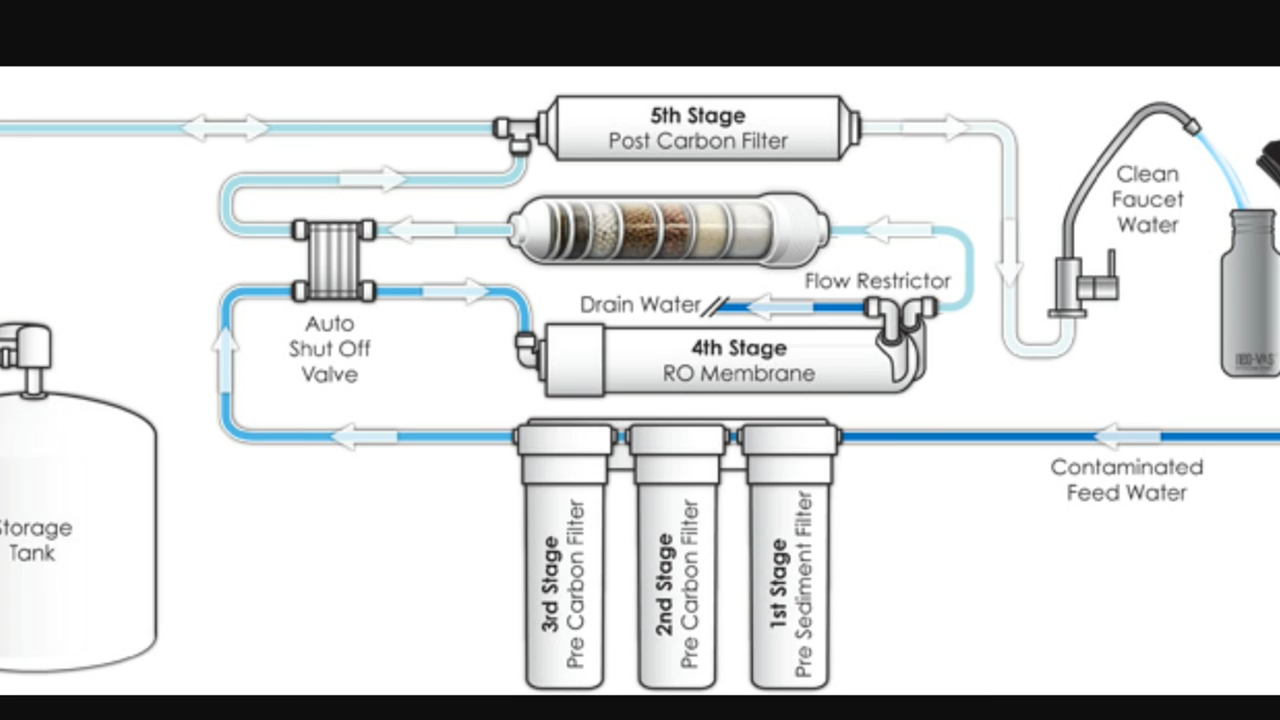 5th Stage
Post Carbon Filter
Clean
Faucet
Water
Flow Restrictor
Drain Water
Auto
Shut Off
Valve
4th Stage
RO Membrane
Contaminated
Feed Water
Storage
Tank
3rd Stage
Pre Carbon Filter
2nd Stage
Pre Carbon Filter
1st Stage
Pre Sediment Filter